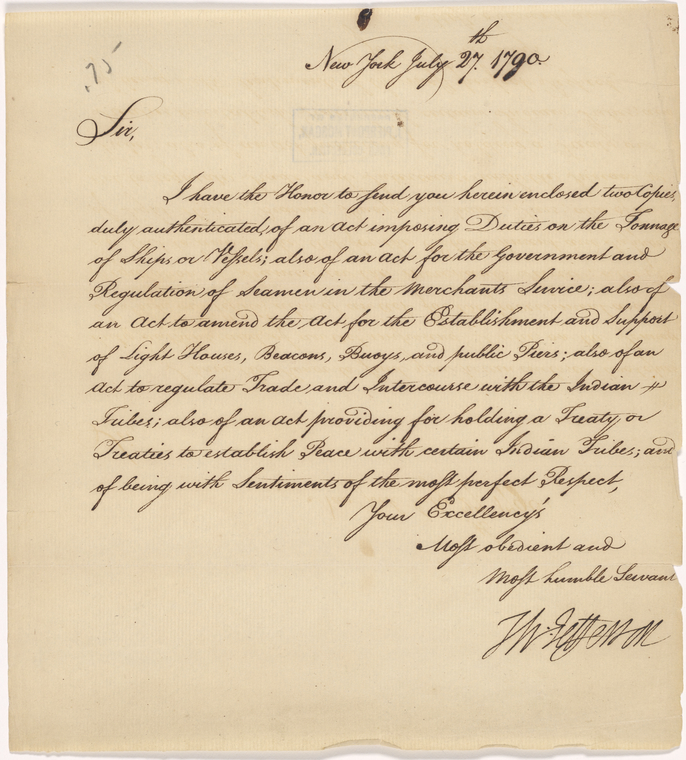 .75
New York July 27.th 1790.
Sir,
I have the Honor to send you herein enclosed two Copies,
duly authenticated, of an Act imposing Duties on the Tonnage
of Ships or Vessels; also of an Act for the Government and
Regulation of Seamen in the Merchants Service; also of
an Act to amend the Act for the Establishment and Support
of Light Houses, Beacons, Buoys, and public Piers; also of an
Act to regulate Trade and Intercourse with the Indian
Tribes; also of an Act providing for holding a Treaty or
Treaties to establish Peace with certain Indian Tribes; and
of being with Sentiments of the most perfect Respect,
Your Excellency's
Most obedient and
Most humble Servant
Th: Jefferson